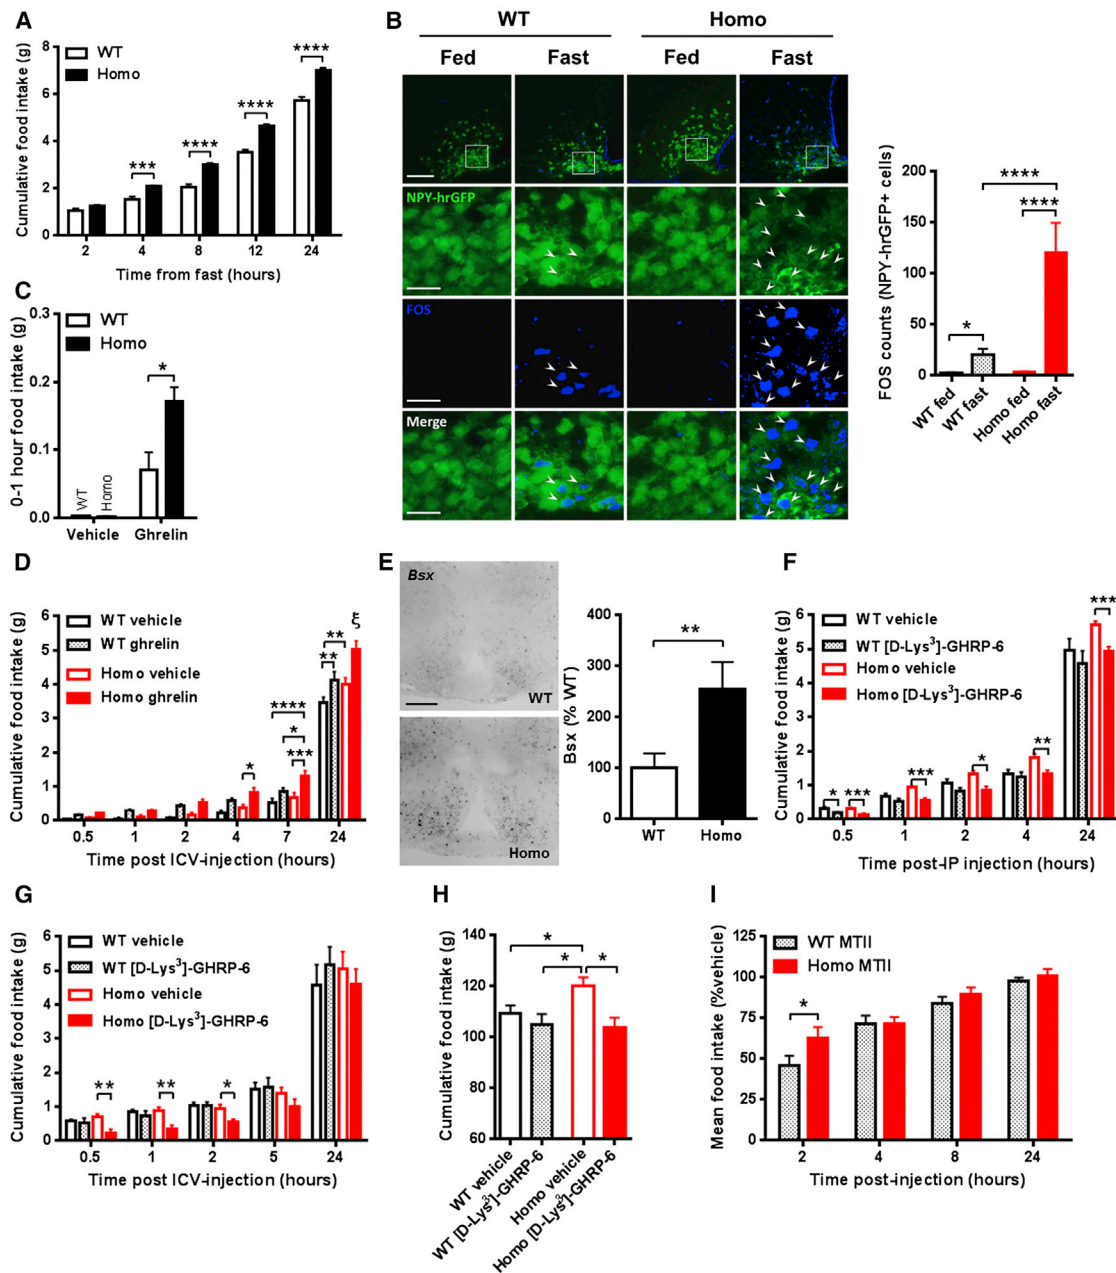 A
Cumulative food intake (g)
8
6
4
2
0
WT
Homo
***
****
****
****
2 4 8 12 24
Time from fast (hours)
B
WT Homo
Fed Fast Fed Fast
NPY-hrGFP
FOS
Merge
FOS counts (NPY-hrGFP+ cells)
200
150
100
50
0
*
****
****
WT fed
WT fast
Homo fed
Homo fast
C
0-1 hour food intake (g)
0.3
0.2
0.1
0.0
WT
Homo
*
WT
Homo
Vehicle Ghrelin
D
Cumulative food intake (g)
6
5
4
3
2
1
0
WT vehicle
WT ghrelin
Homo vehicle
Homo ghrelin
*
****
*
***
**
**
ξ
0.5 1 2 4 7 24
Time post ICV-injection (hours)
E
Bsx
WT
Homo
Bsx (% WT)
400
300
200
100
0
**
WT Homo
F
Cumulative food intake (g)
6
5
4
3
2
1
0
WT vehicle
WT [D-Lys³]-GHRP-6
Homo vehicle
Homo [D-Lys³]-GHRP-6
* ***
***
*
**
***
0.5 1 2 4 24
Time post-IP injection (hours)
G
Cumulative food intake (g)
6
5
4
3
2
1
0
WT vehicle
WT [D-Lys³]-GHRP-6
Homo vehicle
Homo [D-Lys³]-GHRP-6
**
**
*
0.5 1 2 5 24
Time post ICV-injection (hours)
H
Cumulative food intake (g)
140
120
100
80
60
*
* *
WT vehicle
WT [D-Lys³]-GHRP-6
Homo vehicle
Homo [D-Lys³]-GHRP-6
I
Mean food intake (%vehicle)
125
100
75
50
25
0
WT MTII
Homo MTII
*
2 4 8 24
Time post-injection (hours)